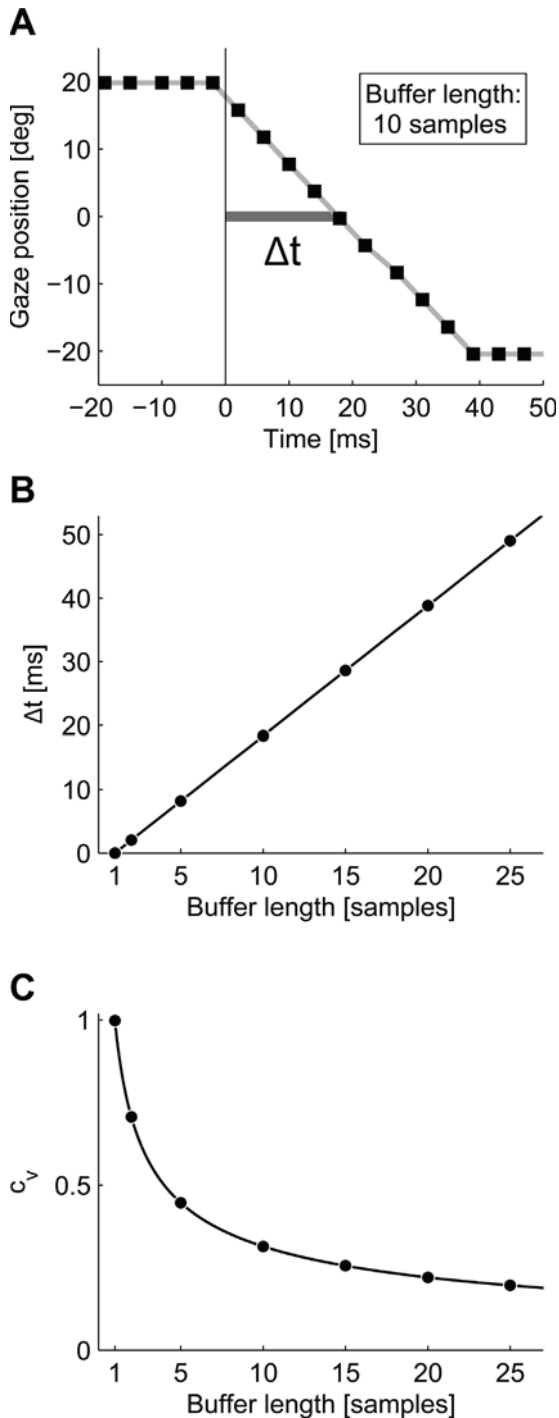 A
Gaze position [deg]
20
10
0
−10
−20
Buffer length:
10 samples
Δt
−20 −10 0 10 20 30 40 50
Time [ms]
B
Δt [ms]
50
40
30
20
10
0
1 5 10 15 20 25
Buffer length [samples]
C
c_v
1
0.5
0
1 5 10 15 20 25
Buffer length [samples]